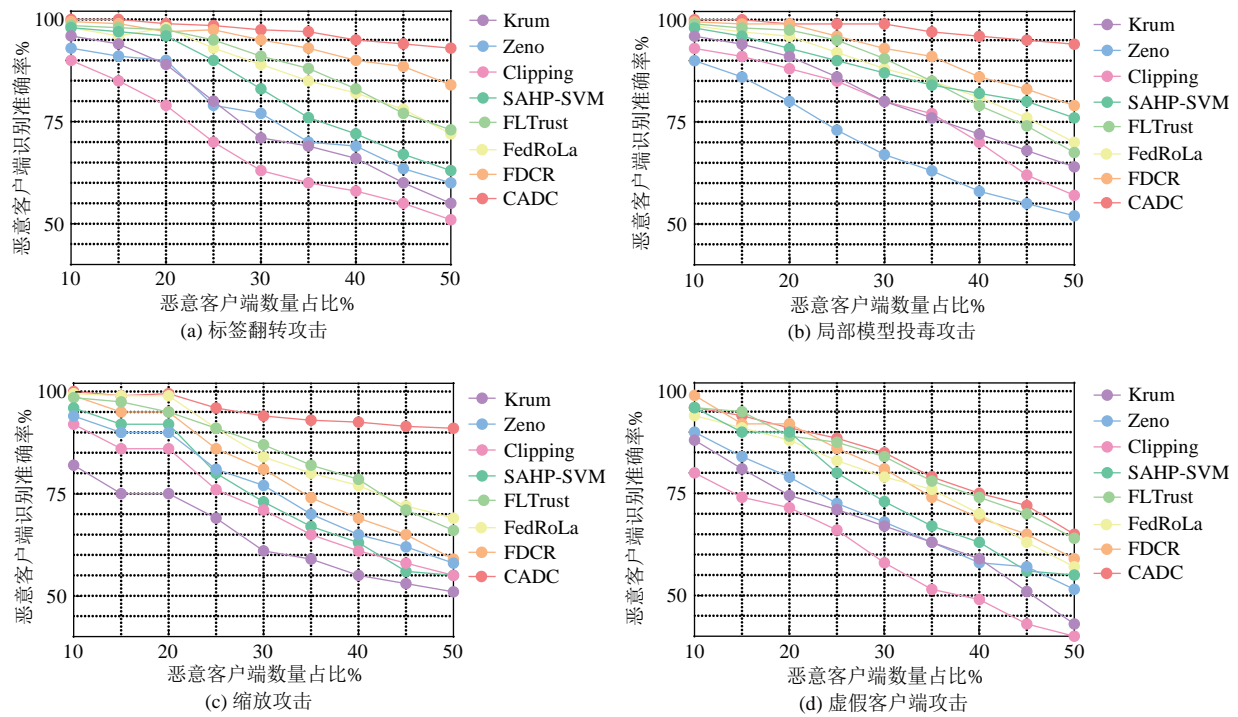 恶意客户端识别准确率%
100
75
50
10
20
30
40
50
恶意客户端数量占比%
(a) 标签翻转攻击
Krum
Zeno
Clipping
SAHP-SVM
FLTrust
FedRoLa
FDCR
CADC
恶意客户端识别准确率%
100
75
50
10
20
30
40
50
恶意客户端数量占比%
(b) 局部模型投毒攻击
Krum
Zeno
Clipping
SAHP-SVM
FLTrust
FedRoLa
FDCR
CADC
恶意客户端识别准确率%
100
75
50
10
20
30
40
50
恶意客户端数量占比%
(c) 缩放攻击
Krum
Zeno
Clipping
SAHP-SVM
FLTrust
FedRoLa
FDCR
CADC
恶意客户端识别准确率%
100
75
50
10
20
30
40
50
恶意客户端数量占比%
(d) 虚假客户端攻击
Krum
Zeno
Clipping
SAHP-SVM
FLTrust
FedRoLa
FDCR
CADC